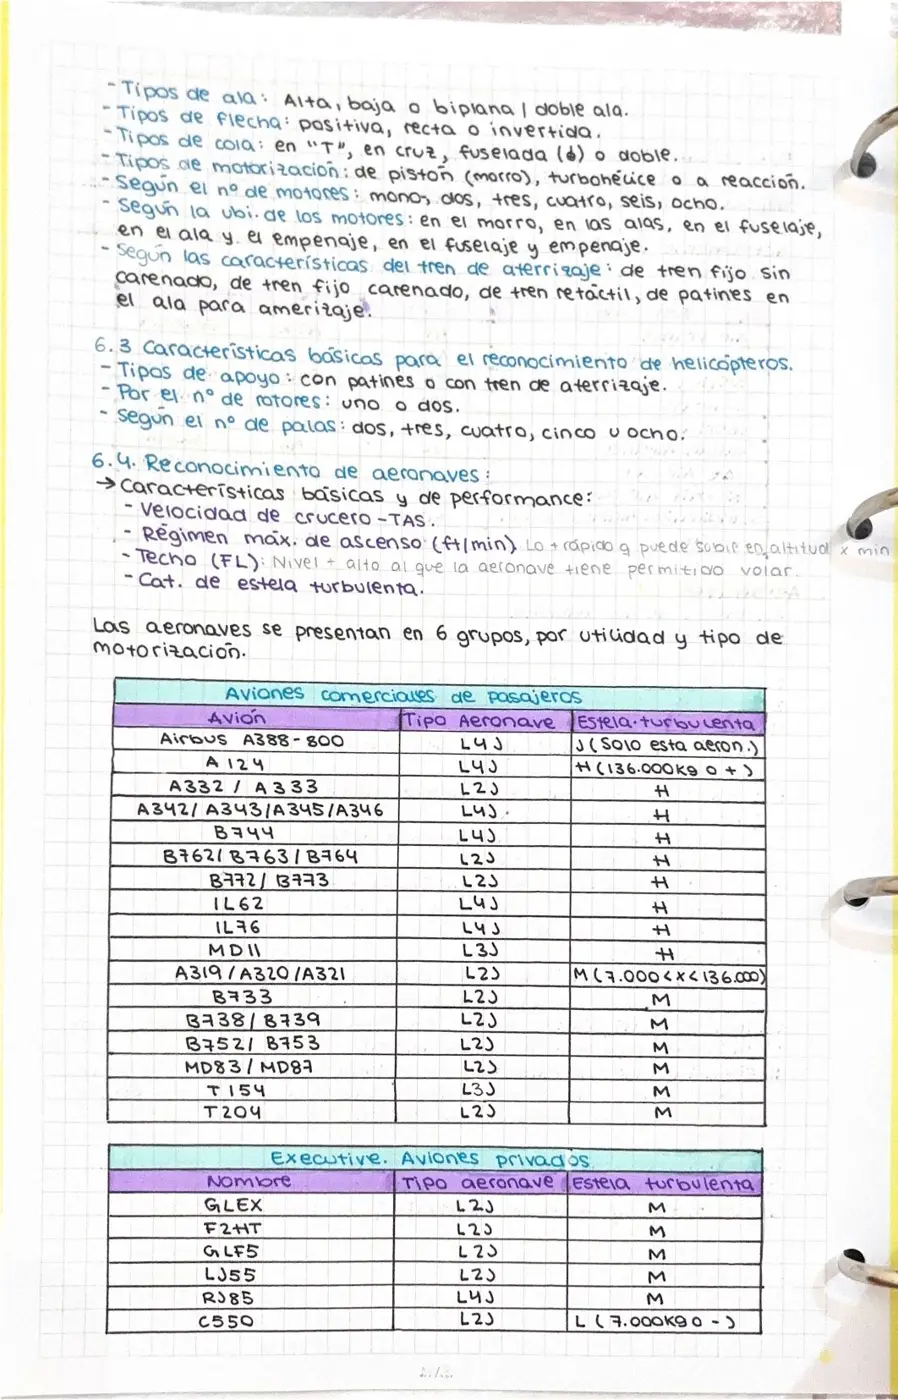 - Tipos de ala: Alta, baja o biplana / doble ala.
- Tipos de flecha: positiva, recta o invertida.
- Tipos de cola: en "T", en cruz, fuselada (ϕ) o doble.
- Tipos de motorización: de pistón (morro), turbohélice o a reacción.
- Según el nº de motores: mono, dos, tres, cuatro, seis, ocho.
- Según la ubi. de los motores: en el morro, en las alas, en el fuselaje,
en el ala y el empenaje, en el fuselaje y empenaje.
- Según las características del tren de aterrizaje: de tren fijo sin
carenado, de tren fijo carenado, de tren retáctil, de patines en
el ala para amerizaje.
6.3 Características básicas para el reconocimiento de helicópteros.
- Tipos de apoyo: con patines o con tren de aterrizaje.
- Por el nº de rotores: uno o dos.
- Según el nº de palas: dos, tres, cuatro, cinco u ocho.
6.4. Reconocimiento de aeronaves:
→ Características básicas y de performance:
- Velocidad de crucero - TAS.
- Régimen máx. de ascenso (ft/min) Lo + rápido q puede subir en altitud x min
- Techo (FL): Nivel + alto al que la aeronave tiene permitido volar.
- Cat. de estela turbulenta.
Las aeronaves se presentan en 6 grupos, por utilidad y tipo de
motorización.
Aviones comerciales de pasajeros
Avión Tipo Aeronave Estela turbulenta
Airbus A388-800 L4J J (Solo esta aeron.)
A124 L4J H (136.000Kg o +)
A332 / A333 L2J H
A342/ A343/A345/A346 L4J. H
B744 L4J H
B762/ B763/B764 L2J H
B772/ B773 L2J H
IL62 L4J H
IL76 L4J H
MD11 L3J H
A319/A320/A321 L2J M (7.000<x<136.000)
B733 L2J M
B738/ B739 L2J M
B752/ B753 L2J M
MD83/ MD87 L2J M
T154 L3J M
T204 L2J M
Executive. Aviones privados
Nombre Tipo aeronave Estela turbulenta
GLEX L2J M
F2HT L2J M
GLF5 L2J M
LJ55 L2J M
RJ85 L4J M
C550 L2J L (7.000Kg o -)